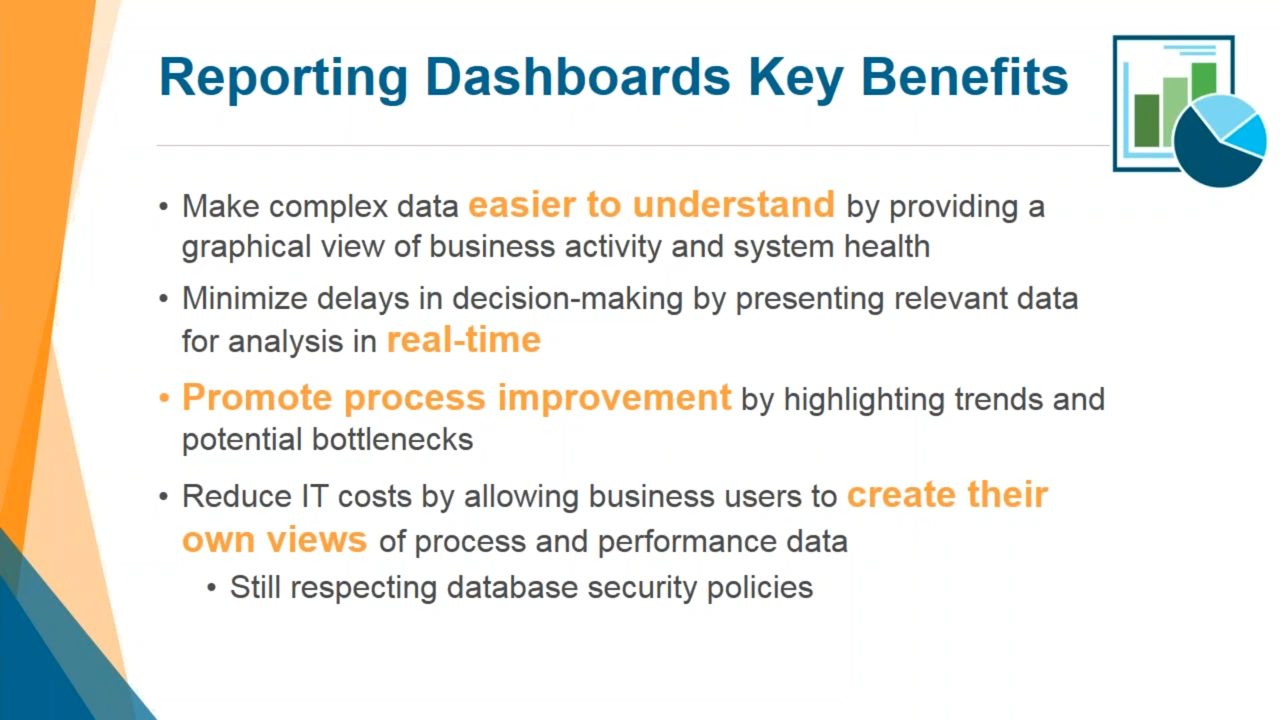 Reporting Dashboards Key Benefits
• Make complex data easier to understand by providing a
graphical view of business activity and system health
• Minimize delays in decision-making by presenting relevant data
for analysis in real-time
• Promote process improvement by highlighting trends and
potential bottlenecks
• Reduce IT costs by allowing business users to create their
own views of process and performance data
• Still respecting database security policies